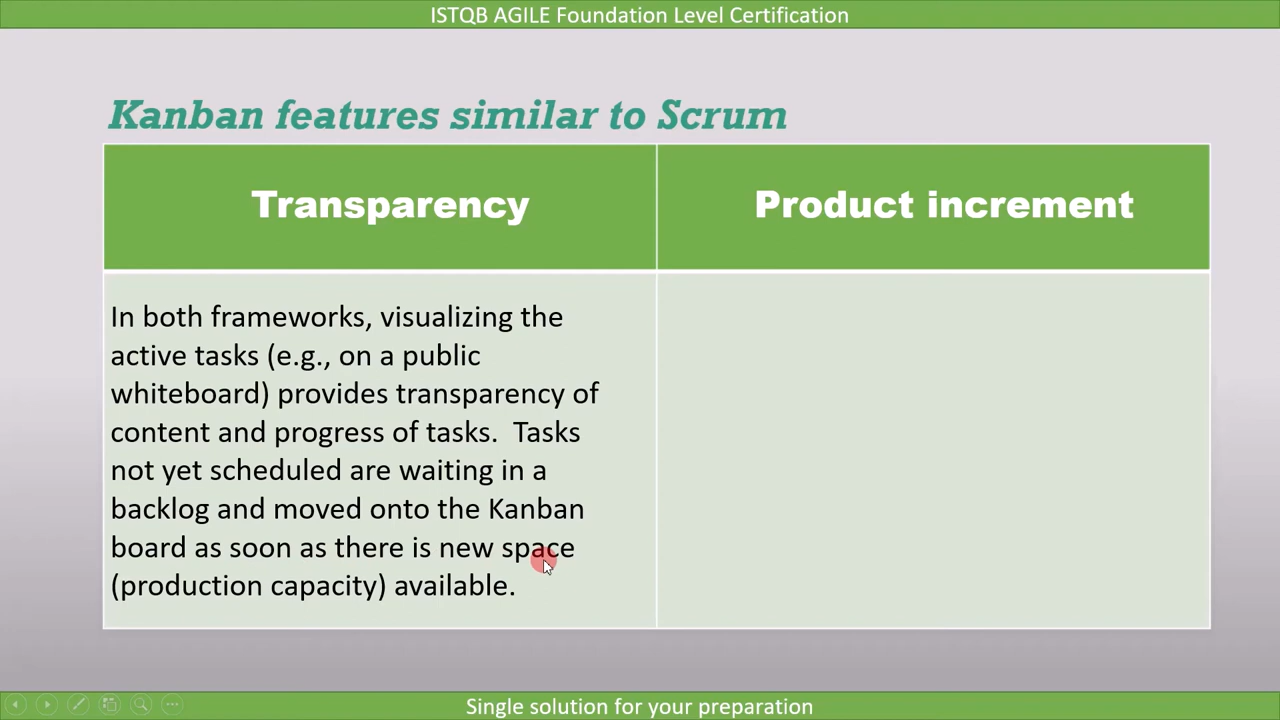 ISTQB AGILE Foundation Level Certification
Kanban features similar to Scrum
Transparency
Product increment
In both frameworks, visualizing the
active tasks (e.g., on a public
whiteboard) provides transparency of
content and progress of tasks.  Tasks
not yet scheduled are waiting in a
backlog and moved onto the Kanban
board as soon as there is new space
(production capacity) available.
Single solution for your preparation